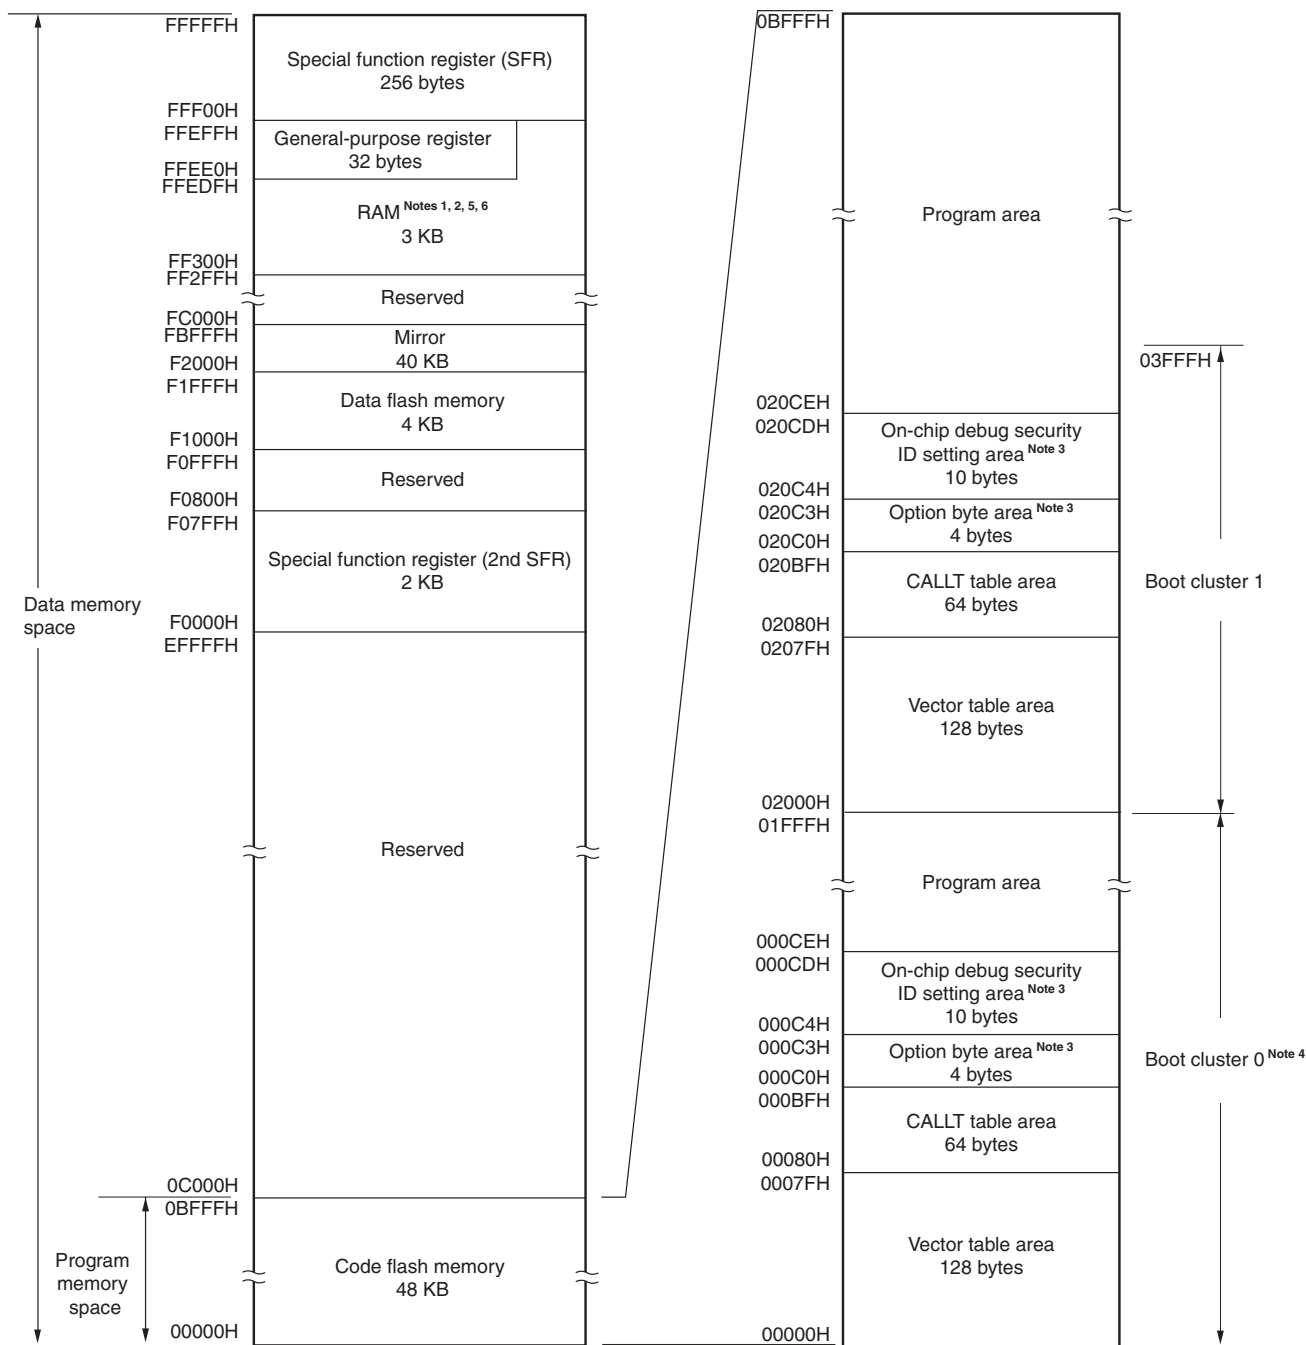 FFFFFH
Special function register (SFR)
256 bytes
FFF00H
FFEFFH
General-purpose register
32 bytes
FFEE0H
FFEDFH
RAM Notes 1, 2, 5, 6
3 KB
FF300H
FF2FFH
Reserved
FC000H
FBFFFH
Mirror
40 KB
F2000H
F1FFFH
Data flash memory
4 KB
F1000H
F0FFFH
Reserved
F0800H
F07FFH
Special function register (2nd SFR)
2 KB
Data memory
space
F0000H
EFFFFH
Reserved
0C000H
0BFFFH
Program
memory
space
Code flash memory
48 KB
00000H
0BFFFH
Program area
03FFFH
020CEH
020CDH
On-chip debug security
ID setting area Note 3
10 bytes
020C4H
020C3H
Option byte area Note 3
4 bytes
020C0H
020BFH
CALLT table area
64 bytes
Boot cluster 1
02080H
0207FH
Vector table area
128 bytes
02000H
01FFFH
Program area
000CEH
000CDH
On-chip debug security
ID setting area Note 3
10 bytes
000C4H
000C3H
Option byte area Note 3
4 bytes
Boot cluster 0 Note 4
000C0H
000BFH
CALLT table area
64 bytes
00080H
0007FH
Vector table area
128 bytes
00000H